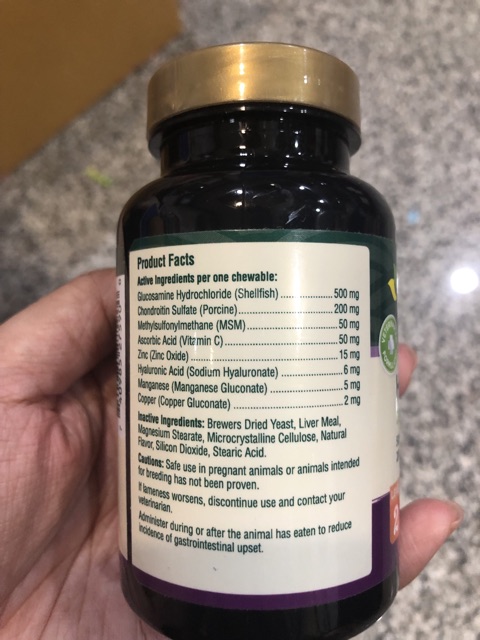 Product Facts
Active Ingredients per one chewable:
Glucosamine Hydrochloride (Shellfish) ................ 500 mg
Chondroitin Sulfate (Porcine) ................ 200 mg
Methylsulfonylmethane (MSM) ................ 50 mg
Ascorbic Acid (Vitamin C) ................ 50 mg
Zinc (Zinc Oxide) ................ 15 mg
Hyaluronic Acid (Sodium Hyaluronate) ................ 6 mg
Manganese (Manganese Gluconate) ................ 5 mg
Copper (Copper Gluconate) ................ 2 mg
Inactive Ingredients: Brewers Dried Yeast, Liver Meal,
Magnesium Stearate, Microcrystalline Cellulose, Natural
Flavor, Silicon Dioxide, Stearic Acid.
Cautions: Safe use in pregnant animals or animals intended
for breeding has not been proven.
If lameness worsens, discontinue use and contact your
veterinarian.
Administer during or after the animal has eaten to reduce
incidence of gastrointestinal upset.